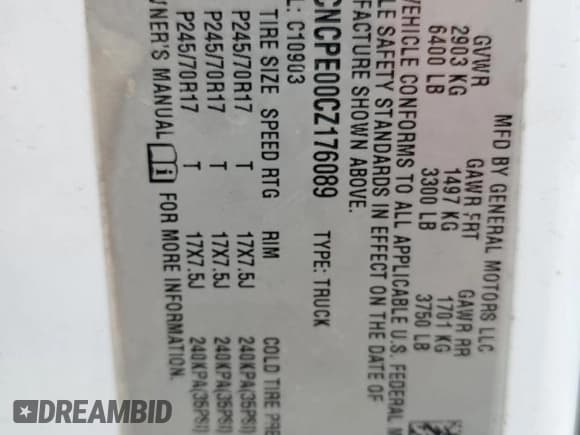 MFD BY GENERAL MOTORS LLC
GVWR GAWR FRT GAWR RR
2903 KG 1497 KG 1701 KG
6400 LB 3300 LB 3750 LB
VEHICLE CONFORMS TO ALL APPLICABLE U.S. FEDERAL
SAFETY STANDARDS IN EFFECT ON THE DATE OF
SHOWN ABOVE.
CNCPE00CZ176089 TYPE: TRUCK
: C10903
TIRE SIZE SPEED RTG RIM COLD TIRE
P245/70R17 T 17X7.5J 240KPA(35PSI)
P245/70R17 T 17X7.5J 240KPA(35PSI)
P245/70R17 T 17X7.5J 240KPA(35PSI)
MANUAL i FOR MORE INFORMATION.
DREAMBID